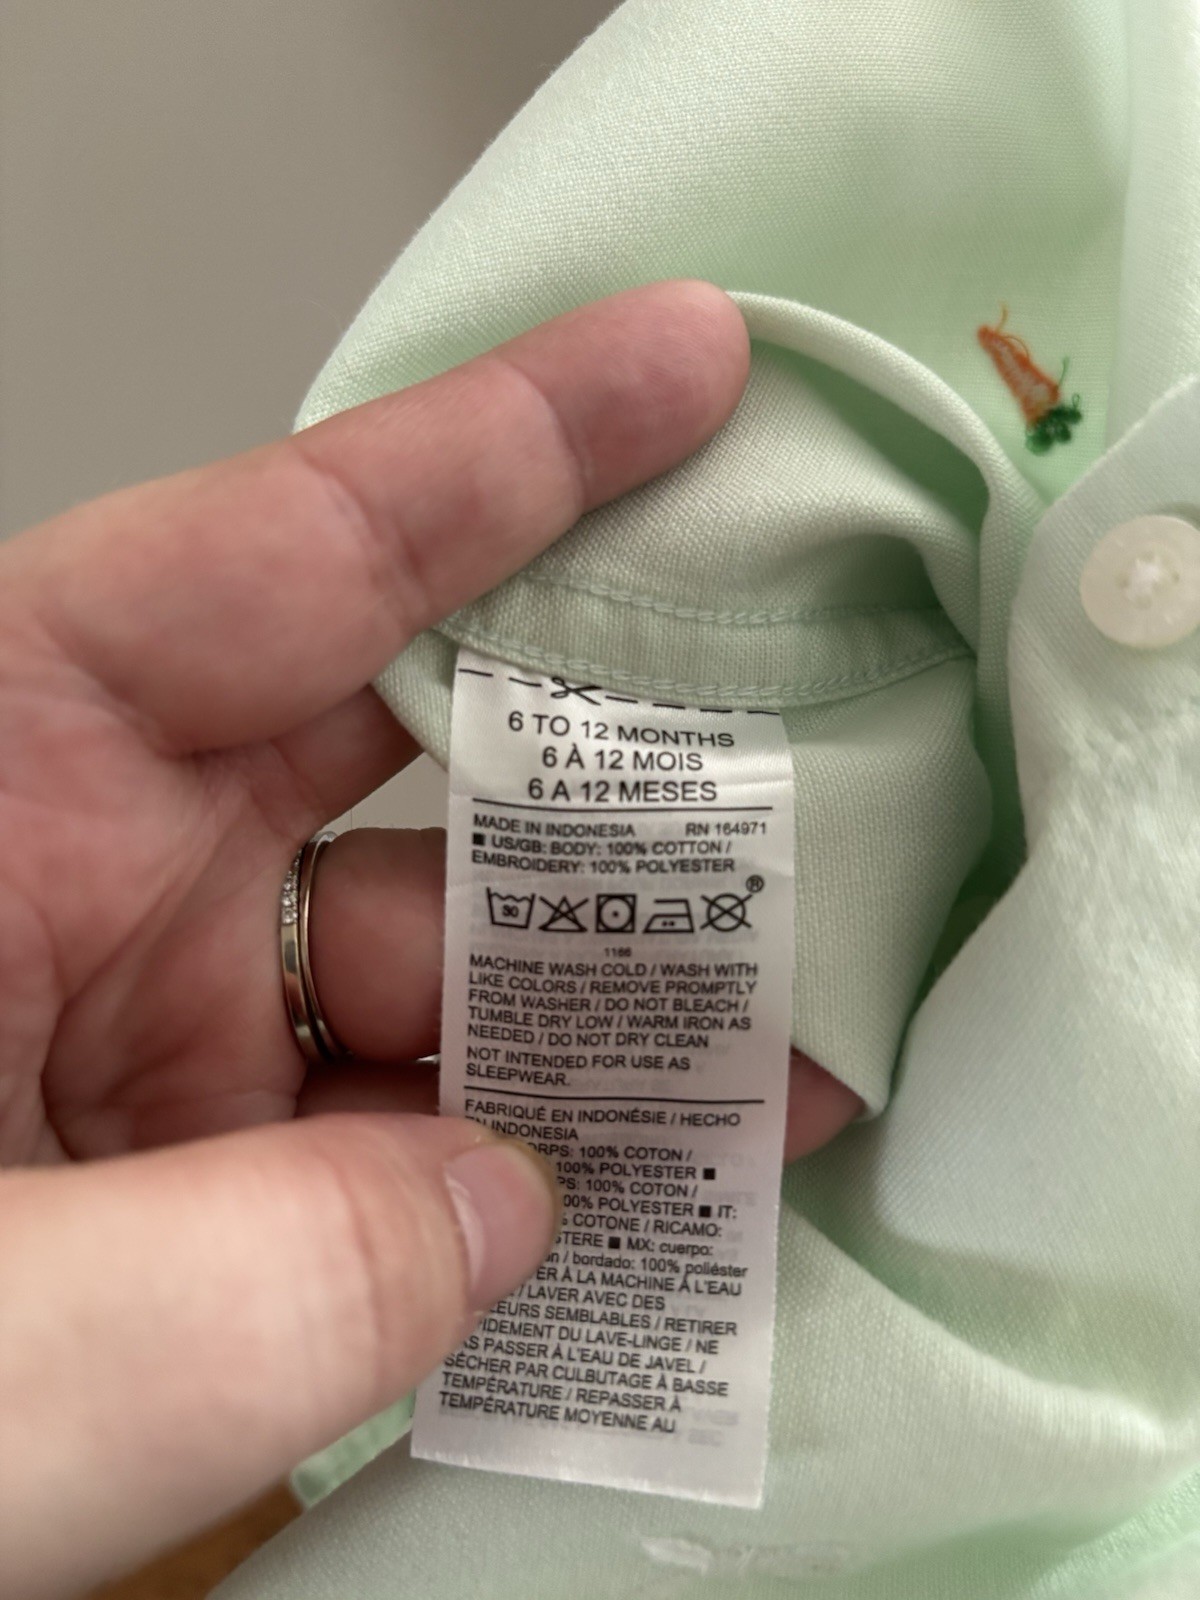 6 TO 12 MONTHS
6 À 12 MOIS
6 A 12 MESES
MADE IN INDONESIA RN 164971
■ US/GB: BODY: 100% COTTON /
EMBROIDERY: 100% POLYESTER
30
®
1166
MACHINE WASH COLD / WASH WITH
LIKE COLORS / REMOVE PROMPTLY
FROM WASHER / DO NOT BLEACH /
TUMBLE DRY LOW / WARM IRON AS
NEEDED / DO NOT DRY CLEAN
NOT INTENDED FOR USE AS
SLEEPWEAR.
FABRIQUÉ EN INDONÉSIE / HECHO
INDONESIA
100% COTON /
100% POLYESTER ■
100% COTON /
POLYESTER ■ IT:
COTONE / RICAMO:
■ MX: cuerpo:
/ bordado: 100% poliéster
À LA MACHINE À L'EAU
/ LAVER AVEC DES
SEMBLABLES / RETIRER
DU LAVE-LINGE / NE
PASSER À L'EAU DE JAVEL /
SÉCHER PAR CULBUTAGE À BASSE
TEMPÉRATURE / REPASSER À
TEMPÉRATURE MOYENNE AU